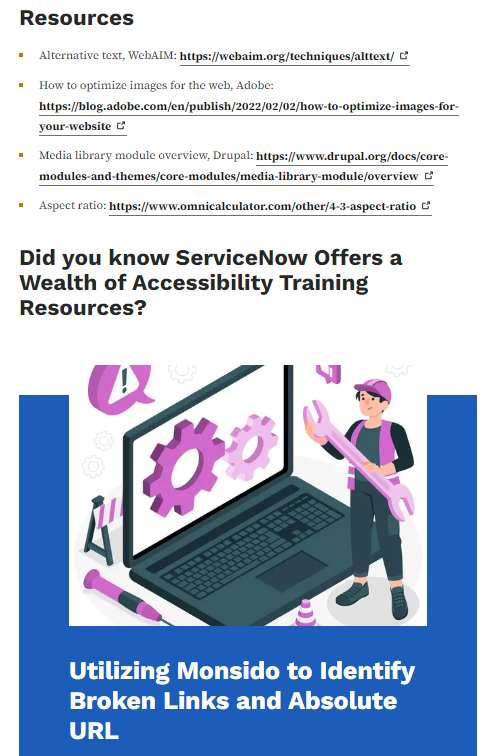 Resources
Alternative text, WebAIM: https://webaim.org/techniques/alttext/
How to optimize images for the web, Adobe:
https://blog.adobe.com/en/publish/2022/02/02/how-to-optimize-images-for-
your-website
Media library module overview, Drupal: https://www.drupal.org/docs/core-
modules-and-themes/core-modules/media-library-module/overview
Aspect ratio: https://www.omnicalculator.com/other/4-3-aspect-ratio
Did you know ServiceNow Offers a
Wealth of Accessibility Training
Resources?
!
Utilizing Monsido to Identify
Broken Links and Absolute
URL